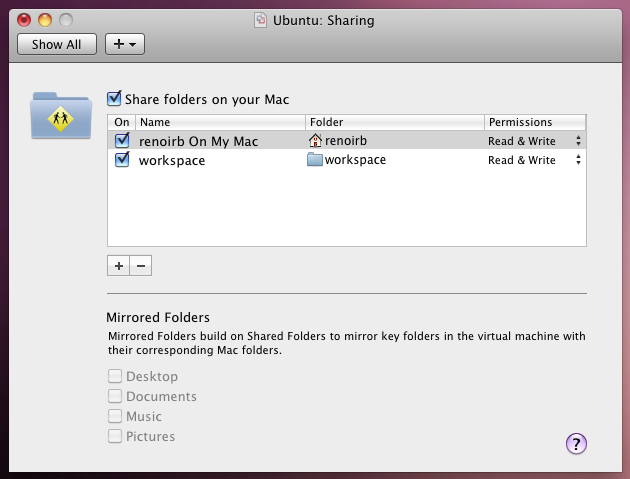 Ubuntu: Sharing
Show All
Share folders on your Mac
On Name Folder Permissions
renoirb On My Mac renoirb Read & Write
workspace workspace Read & Write
+ −
Mirrored Folders
Mirrored Folders build on Shared Folders to mirror key folders in the virtual machine with
their corresponding Mac folders.
Desktop
Documents
Music
Pictures
?